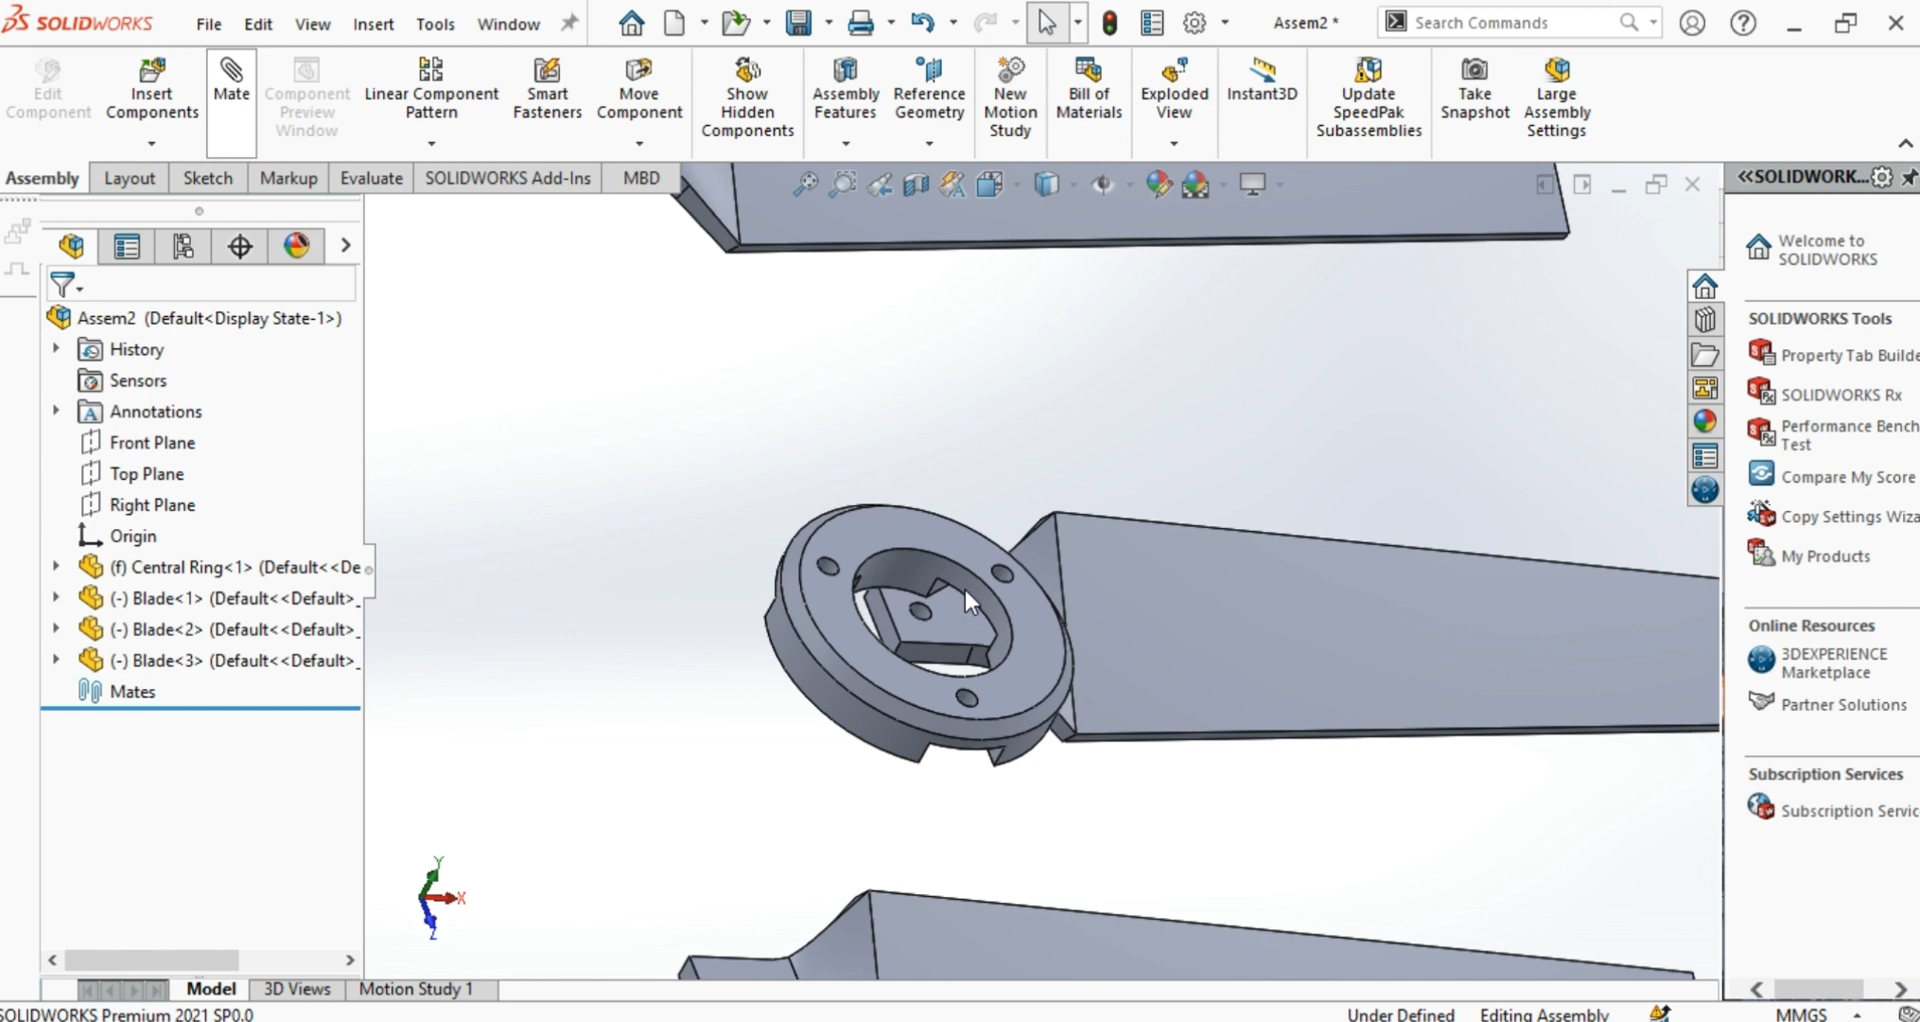 SOLIDWORKS File Edit View Insert Tools Window Assem2 * Search Commands
Edit Component
Insert Components
Mate
Component Preview Window
Linear Component Pattern
Smart Fasteners
Move Component
Show Hidden Components
Assembly Features
Reference Geometry
New Motion Study
Bill of Materials
Exploded View
Instant3D
Update SpeedPak Subassemblies
Take Snapshot
Large Assembly Settings
Assembly Layout Sketch Markup Evaluate SOLIDWORKS Add-Ins MBD
Assem2 (Default<Display State-1>)
History
Sensors
Annotations
Front Plane
Top Plane
Right Plane
Origin
(f) Central Ring<1> (Default<<De
(-) Blade<1> (Default<<Default>_
(-) Blade<2> (Default<<Default>_
(-) Blade<3> (Default<<Default>_
Mates
Y
X
Z
SOLIDWORK...
Welcome to
SOLIDWORKS
SOLIDWORKS Tools
Property Tab Builde
SOLIDWORKS Rx
Performance Bench
Test
Compare My Score
Copy Settings Wiza
My Products
Online Resources
3DEXPERIENCE
Marketplace
Partner Solutions
Subscription Services
Subscription Servic
Model 3D Views Motion Study 1
SOLIDWORKS Premium 2021 SP0.0 Under Defined Editing Assembly MMGS